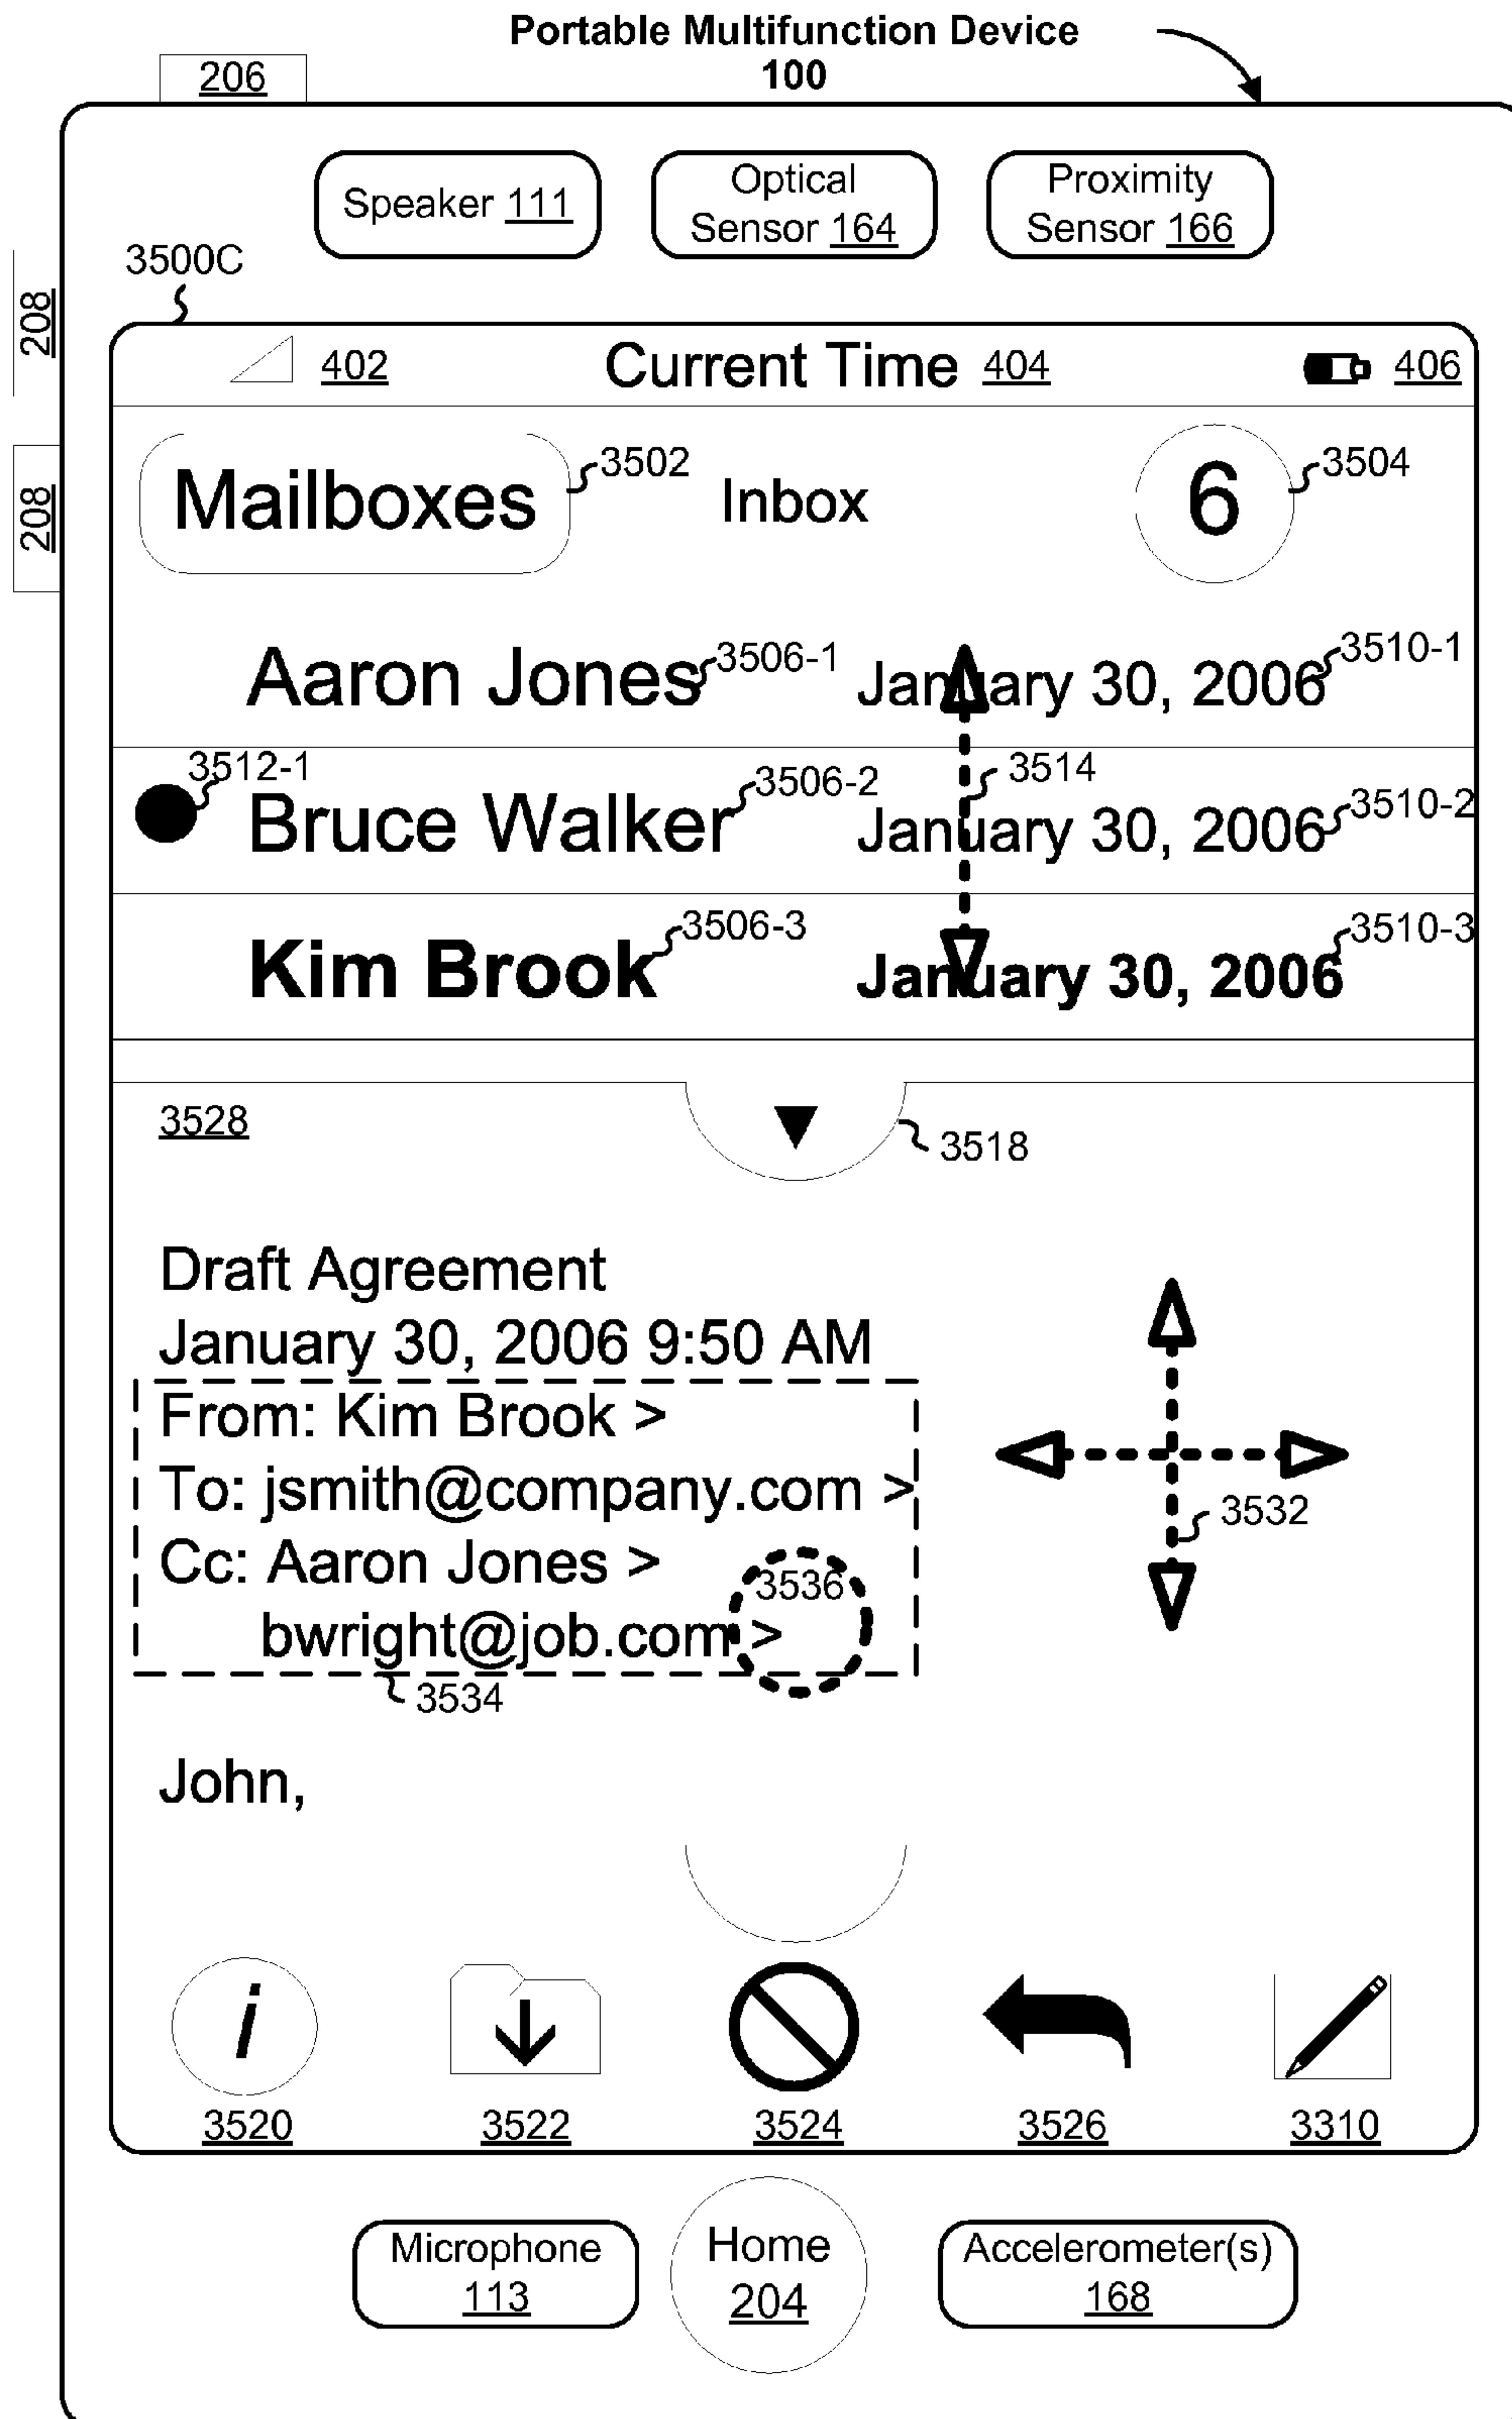 Portable Multifunction Device
100
206
Speaker 111
Optical
Sensor 164
Proximity
Sensor 166
3500C
208
208
402
Current Time 404
406
Mailboxes
3502
Inbox
6
3504
Aaron Jones
3506-1
January 30, 2006
3510-1
3512-1
Bruce Walker
3506-2
3514
January 30, 2006
3510-2
Kim Brook
3506-3
January 30, 2006
3510-3
3528
3518
Draft Agreement
January 30, 2006 9:50 AM
From: Kim Brook >
To: jsmith@company.com >
3532
Cc: Aaron Jones >
3536
bwright@job.com >
3534
John,
i
3520
3522
3524
3526
3310
Microphone
113
Home
204
Accelerometer(s)
168